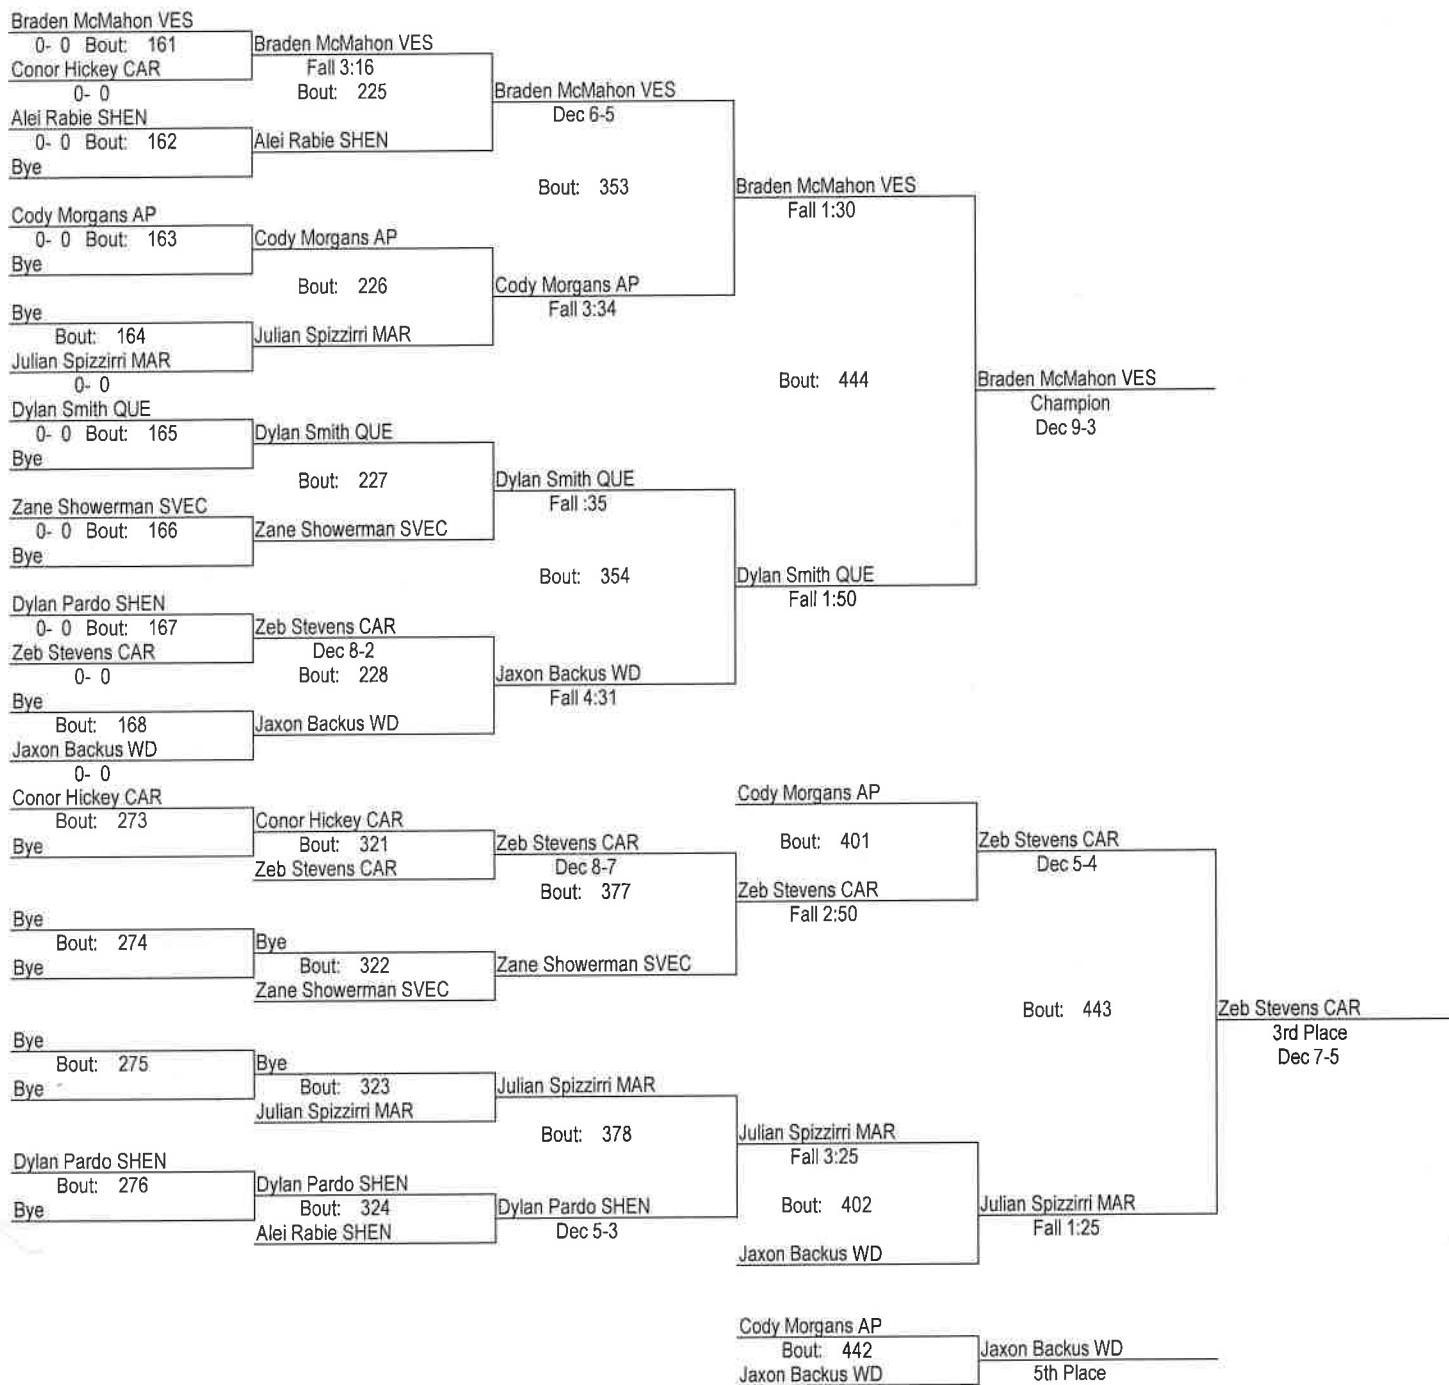 Braden McMahon VES
0- 0 Bout: 161
Conor Hickey CAR
0- 0
Alei Rabie SHEN
0- 0 Bout: 162
Bye
Cody Morgans AP
0- 0 Bout: 163
Bye
Bye
Bout: 164
Julian Spizzirri MAR
0- 0
Dylan Smith QUE
0- 0 Bout: 165
Bye
Zane Showerman SVEC
0- 0 Bout: 166
Bye
Dylan Pardo SHEN
0- 0 Bout: 167
Zeb Stevens CAR
0- 0
Bye
Bout: 168
Jaxon Backus WD
0- 0
Braden McMahon VES
Fall 3:16
Bout: 225
Alei Rabie SHEN
Cody Morgans AP
Bout: 226
Julian Spizzirri MAR
Dylan Smith QUE
Bout: 227
Zane Showerman SVEC
Zeb Stevens CAR
Dec 8-2
Bout: 228
Jaxon Backus WD
Braden McMahon VES
Dec 6-5
Bout: 353
Cody Morgans AP
Fall 3:34
Dylan Smith QUE
Fall :35
Bout: 354
Jaxon Backus WD
Fall 4:31
Braden McMahon VES
Fall 1:30
Bout: 444
Dylan Smith QUE
Fall 1:50
Braden McMahon VES
Champion
Dec 9-3
Conor Hickey CAR
Bout: 273
Bye
Bye
Bout: 274
Bye
Bye
Bout: 275
Bye
Dylan Pardo SHEN
Bout: 276
Bye
Conor Hickey CAR
Bout: 321
Zeb Stevens CAR
Bye
Bout: 322
Zane Showerman SVEC
Bye
Bout: 323
Julian Spizzirri MAR
Dylan Pardo SHEN
Bout: 324
Alei Rabie SHEN
Zeb Stevens CAR
Dec 8-7
Bout: 377
Zane Showerman SVEC
Julian Spizzirri MAR
Bout: 378
Dylan Pardo SHEN
Dec 5-3
Cody Morgans AP
Bout: 401
Zeb Stevens CAR
Fall 2:50
Julian Spizzirri MAR
Fall 3:25
Bout: 402
Jaxon Backus WD
Zeb Stevens CAR
Dec 5-4
Bout: 443
Julian Spizzirri MAR
Fall 1:25
Zeb Stevens CAR
3rd Place
Dec 7-5
Cody Morgans AP
Bout: 442
Jaxon Backus WD
Jaxon Backus WD
5th Place